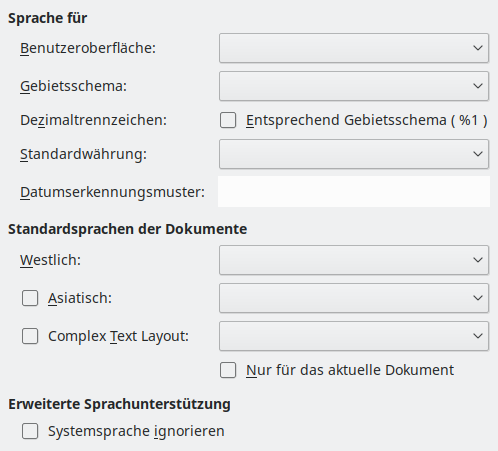 Sprache für
Benutzeroberfläche:
Gebietsschema:
Dezimaltrennzeichen: Entsprechend Gebietsschema ( %1 )
Standardwährung:
Datumserkennungsmuster:
Standardsprachen der Dokumente
Westlich:
Asiatisch:
Complex Text Layout:
Nur für das aktuelle Dokument
Erweiterte Sprachunterstützung
Systemsprache ignorieren